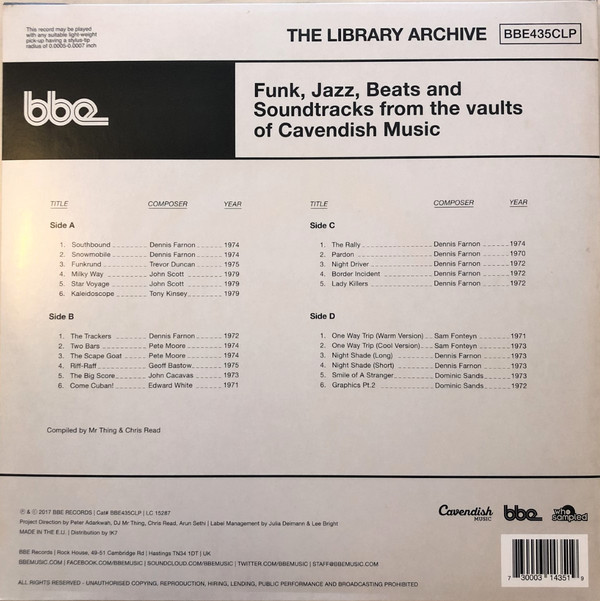 This record may be played
with any suitable light-weight
pick-up having a stylus-tip
radius of 0.0005-0.0007 inch
THE LIBRARY ARCHIVE
BBE435CLP
bbe
Funk, Jazz, Beats and
Soundtracks from the vaults
of Cavendish Music
TITLE COMPOSER YEAR
Side A
1. Southbound Dennis Farnon 1974
2. Snowmobile Dennis Farnon 1974
3. Funkrund Trevor Duncan 1975
4. Milky Way John Scott 1979
5. Star Voyage John Scott 1979
6. Kaleidoscope Tony Kinsey 1979
Side B
1. The Trackers Dennis Farnon 1972
2. Two Bars Pete Moore 1974
3. The Scape Goat Pete Moore 1974
4. Riff-Raff Geoff Bastow 1975
5. The Big Score John Cacavas 1973
6. Come Cuban! Edward White 1971
TITLE COMPOSER YEAR
Side C
1. The Rally Dennis Farnon 1974
2. Pardon Dennis Farnon 1970
3. Night Driver Dennis Farnon 1972
4. Border Incident Dennis Farnon 1972
5. Lady Killers Dennis Farnon 1972
Side D
1. One Way Trip (Warm Version) Sam Fonteyn 1971
2. One Way Trip (Cool Version) Sam Fonteyn 1973
3. Night Shade (Long) Dennis Farnon 1973
4. Night Shade (Short) Dennis Farnon 1973
5. Smile of A Stranger Dominic Sands 1973
6. Graphics Pt.2 Dominic Sands 1972
Compiled by Mr Thing & Chris Read
℗ & © 2017 BBE RECORDS | Cat# BBE435CLP | LC 15287
Project Direction by Peter Adarkwah, DJ Mr Thing, Chris Read, Arun Sethi | Label Management by Julia Delmann & Lee Bright
MADE IN THE E.U. | Distribution by !K7
Cavendish
MUSIC
bbe
who
sampled
BBE Records | Rock House, 49-51 Cambridge Rd | Hastings TN34 1DT | UK
BBEMUSIC.COM | FACEBOOK.COM/BBEMUSIC | SOUNDCLOUD.COM/BBEMUSIC | TWITTER.COM/BBEMUSIC | STAFF@BBEMUSIC.COM
ALL RIGHTS RESERVED - UNAUTHORISED COPYING, REPRODUCTION, HIRING, LENDING, PUBLIC PERFORMANCE AND BROADCASTING PROHIBITED
7 30003 14351 9